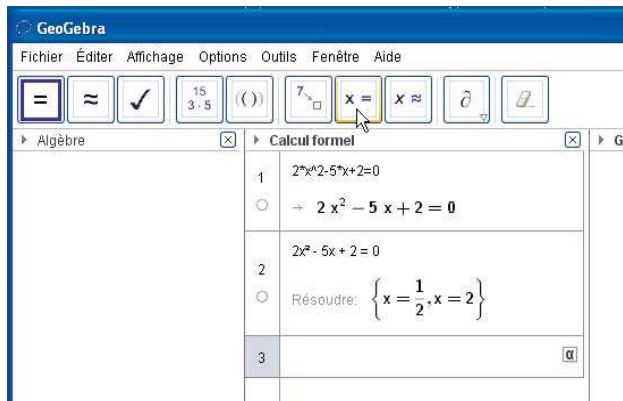 GeoGebra
Fichier Éditer Affichage Options Outils Fenêtre Aide
= ≈ ✓ 15 3·5 (()) 7 x = x ≈ ∂
Algèbre Calcul formel G
1 2*x^2-5*x+2=0
→ 2 x² – 5 x + 2 = 0
2 2x² - 5x + 2 = 0
Résoudre: {x = 1/2, x = 2}
3 α